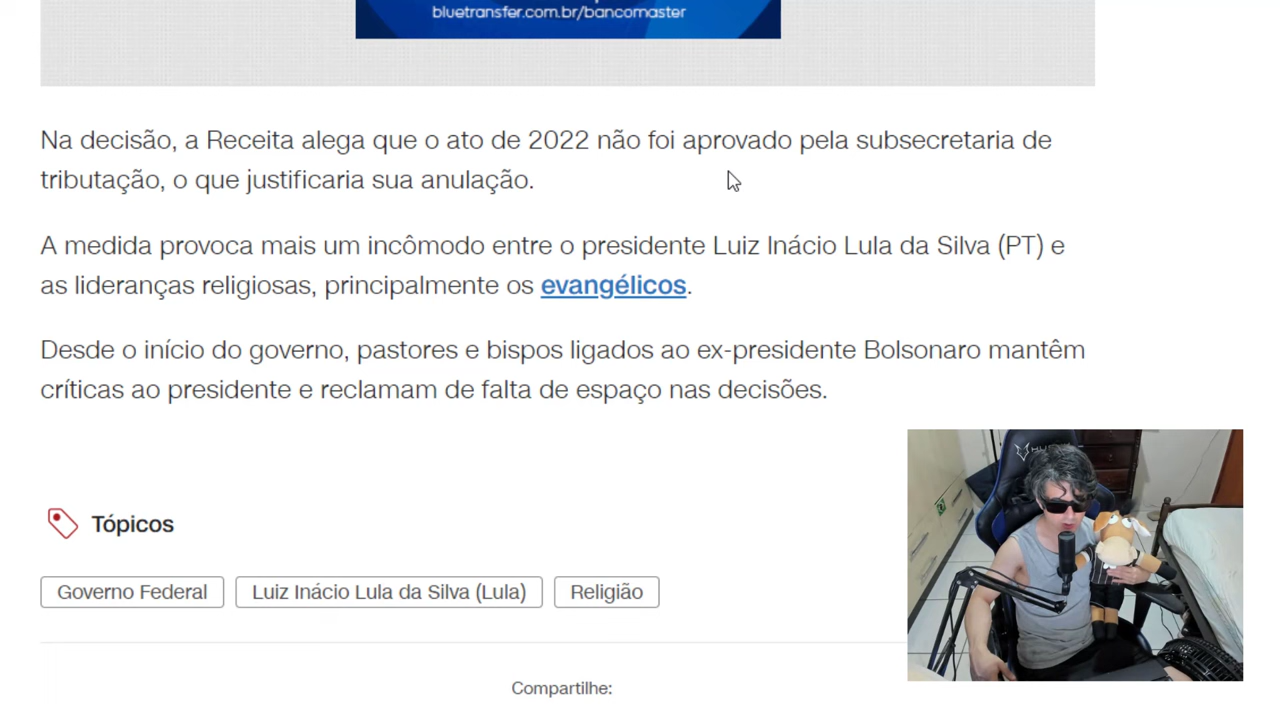 bluetransfer.com.br/bancomaster
Na decisão, a Receita alega que o ato de 2022 não foi aprovado pela subsecretaria de
tributação, o que justificaria sua anulação.
A medida provoca mais um incômodo entre o presidente Luiz Inácio Lula da Silva (PT) e
as lideranças religiosas, principalmente os evangélicos.
Desde o início do governo, pastores e bispos ligados ao ex-presidente Bolsonaro mantêm
críticas ao presidente e reclamam de falta de espaço nas decisões.
Tópicos
Governo Federal
Luiz Inácio Lula da Silva (Lula)
Religião
Compartilhe: